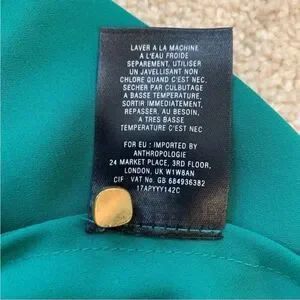 LAVER A LA MACHINE
A L'EAU FROIDE
SEPAREMENT, UTILISER
UN JAVELLISANT NON
CHLORE QUAND C'EST NEC,
SECHER PAR CULBUTAGE
A BASSE TEMPERATURE,
SORTIR IMMEDIATEMENT,
REPASSER, AU BESOIN,
A TRES BASSE
TEMPERATURE C'EST NEC
FOR EU : IMPORTED BY
ANTHROPOLOGIE
24 MARKET PLACE, 3RD FLOOR,
LONDON, UK W1W8AN
CIF VAT No. GB 684936382
17APYYY142C